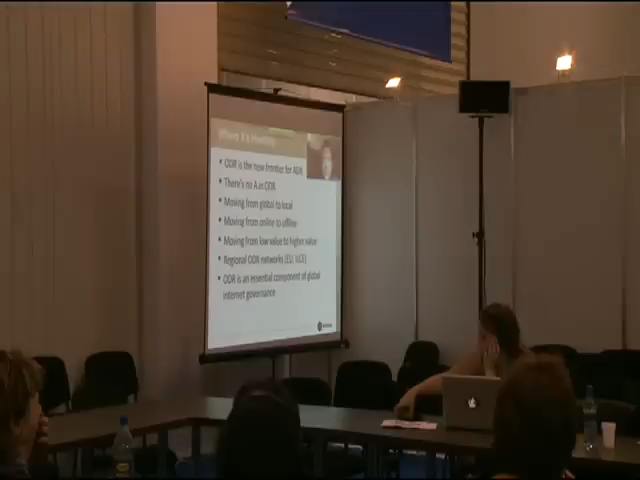 Where it's Heading
• ODR is the new frontier for ADR
• There's no A in ODR
• Moving from global to local
• Moving from online to offline
• Moving from low value to higher value
• Regional ODR networks (EU,
• ODR is an essential component of global
internet governance